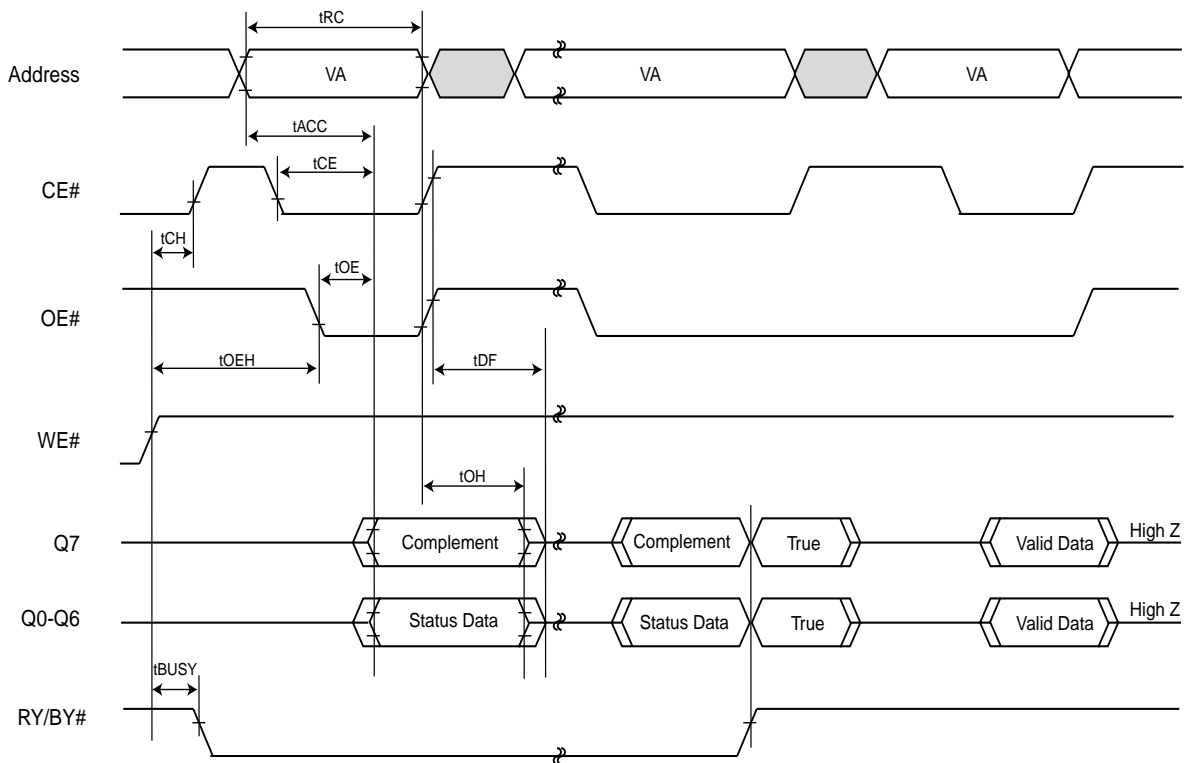 tRC
Address VA VA VA
tACC
tCE
CE#
tCH
tOE
OE#
tOEH tDF
WE#
tOH
Q7 Complement Complement True Valid Data High Z
Q0-Q6 Status Data Status Data True Valid Data High Z
tBUSY
RY/BY#